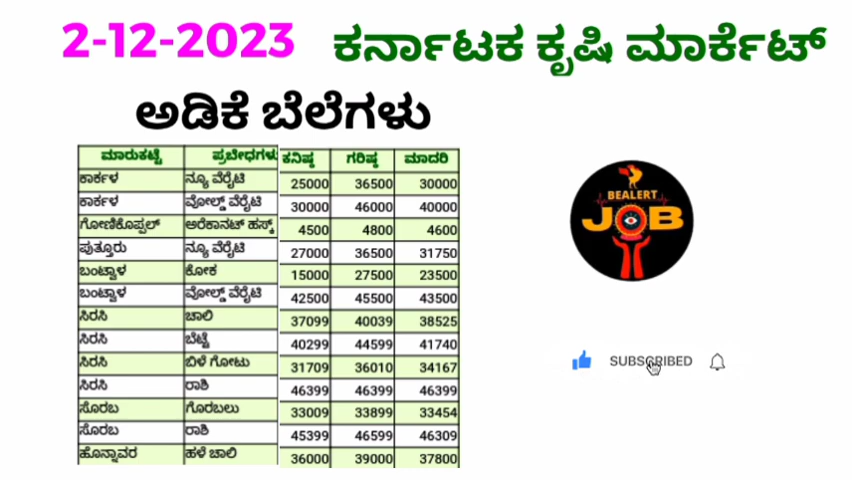 2-12-2023 ಕರ್ನಾಟಕ ಕೃಷಿ ಮಾರ್ಕೆಟ್
ಅಡಿಕೆ ಬೆಲೆಗಳು
ಮಾರುಕಟ್ಟೆ ಪ್ರಬೇಧಗಳು ಕನಿಷ್ಠ ಗರಿಷ್ಠ ಮಾದರಿ
ಕಾರ್ಕಳ ನ್ಯೂ ವೆರೈಟಿ 25000 36500 30000
ಕಾರ್ಕಳ ವೋಲ್ಡ್ ವೆರೈಟಿ 30000 46000 40000
ಗೋಣಿಕೊಪ್ಪಲ್ ಅರೆಕಾನಟ್ ಹಸ್ಕ್ 4500 4800 4600
ಪುತ್ತೂರು ನ್ಯೂ ವೆರೈಟಿ 27000 36500 31750
ಬಂಟ್ವಾಳ ಕೋಕ 15000 27500 23500
ಬಂಟ್ವಾಳ ವೋಲ್ಡ್ ವೆರೈಟಿ 42500 45500 43500
ಸಿರಸಿ ಚಾಲಿ 37099 40039 38525
ಸಿರಸಿ ಬೆಟ್ಟೆ 40299 44599 41740
ಸಿರಸಿ ಬಿಳೆ ಗೋಟು 31709 36010 34167
ಸಿರಸಿ ರಾಶಿ 46399 46399 46399
ಸೊರಬ ಗೊರಬಲು 33009 33899 33454
ಸೊರಬ ರಾಶಿ 45399 46599 46309
ಹೊನ್ನಾವರ ಹಳೆ ಚಾಲಿ 36000 39000 37800
BEALERT
JOB
SUBSCRIBED